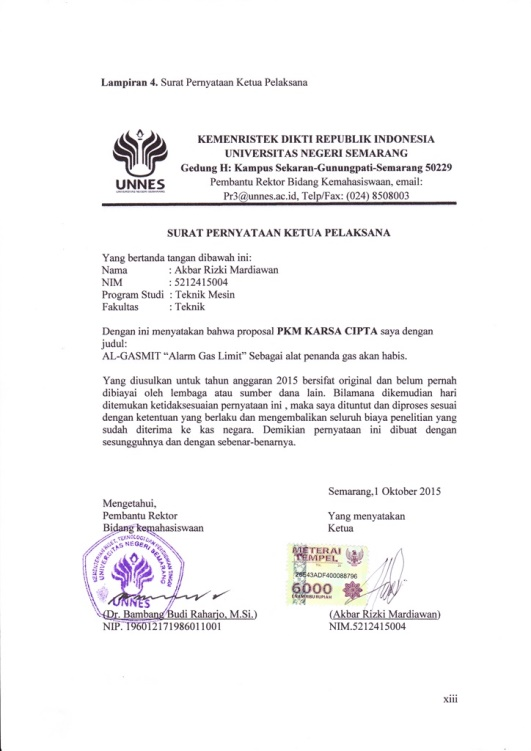 Lampiran 4. Surat Pernyataan Ketua Pelaksana
KEMENRISTEK DIKTI REPUBLIK INDONESIA
UNIVERSITAS NEGERI SEMARANG
Gedung H: Kampus Sekaran-Gunungpati-Semarang 50229
Pembantu Rektor Bidang Kemahasiswaan, email:
Pr3@unnes.ac.id, Telp/Fax: (024) 8508003
UNNES
UNIVERSITAS NEGERI SEMARANG
SURAT PERNYATAAN KETUA PELAKSANA
Yang bertanda tangan dibawah ini:
Nama : Akbar Rizki Mardiawan
NIM : 5212415004
Program Studi : Teknik Mesin
Fakultas : Teknik
Dengan ini menyatakan bahwa proposal PKM KARSA CIPTA saya dengan
judul:
AL-GASMIT “Alarm Gas Limit” Sebagai alat penanda gas akan habis.
Yang diusulkan untuk tahun anggaran 2015 bersifat original dan belum pernah
dibiayai oleh lembaga atau sumber dana lain. Bilamana dikemudian hari
ditemukan ketidaksesuaian pernyataan ini , maka saya dituntut dan diproses sesuai
dengan ketentuan yang berlaku dan mengembalikan seluruh biaya penelitian yang
sudah diterima ke kas negara. Demikian pernyataan ini dibuat dengan
sesungguhnya dan dengan sebenar-benarnya.
Semarang,1 Oktober 2015
Mengetahui,
Pembantu Rektor
Bidang kemahasiswaan
Yang menyatakan
Ketua
UNIVERSITAS NEGERI SEMARANG
UNNES
METERAI
TEMPEL
6000
ENAM RIBU RUPIAH
(Dr. Bambang Budi Raharjo, M.Si.)
NIP. 196012171986011001
(Akbar Rizki Mardiawan)
NIM.5212415004
xiii